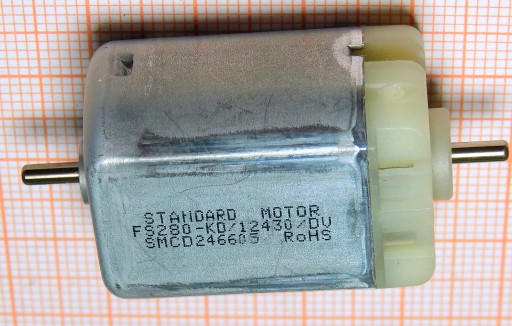 STANDARD MOTOR
FS280-KD/12430/DV
SMCD246605 RoHS